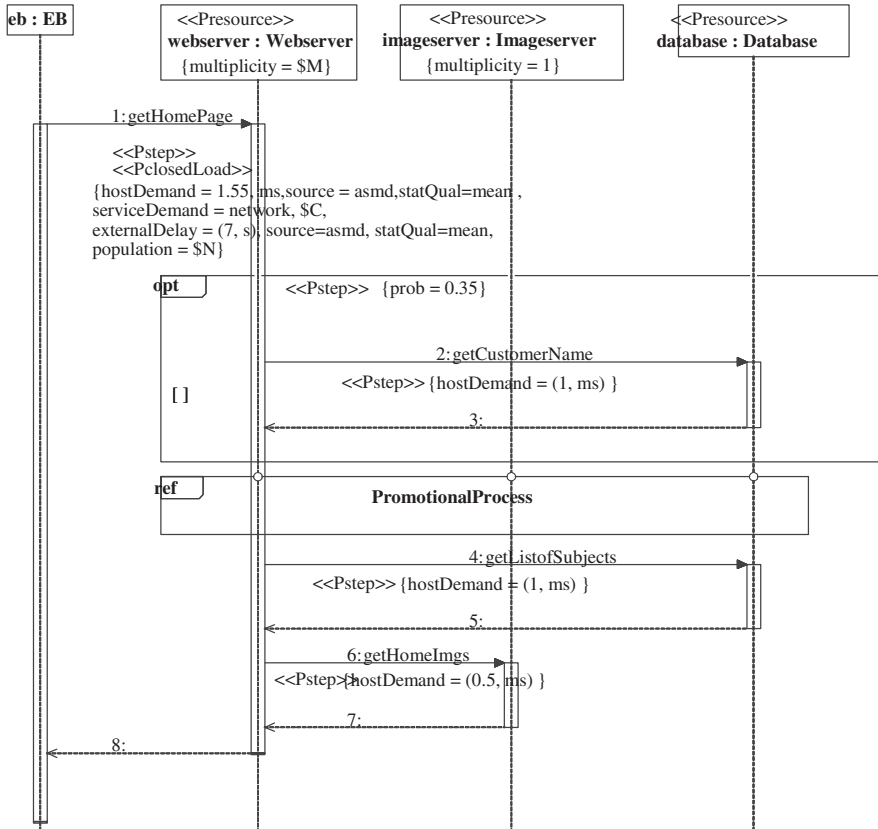 eb : EB
<<Presource>>
webserver : Webserver
{multiplicity = $M}
<<Presource>>
imageserver : Imageserver
{multiplicity = 1}
<<Presource>>
database : Database
1:getHomePage
<<Pstep>>
<<PclosedLoad>>
{hostDemand = 1.55, ms,source = asmd,statQual=mean ,
serviceDemand = network, $C,
externalDelay = (7, s), source=asmd, statQual=mean,
population = $N}
opt
<<Pstep>> {prob = 0.35}
2:getCustomerName
<<Pstep>> {hostDemand = (1, ms) }
[ ]
3:
ref
PromotionalProcess
4:getListofSubjects
<<Pstep>> {hostDemand = (1, ms) }
5:
6:getHomeImgs
<<Pstep>> {hostDemand = (0.5, ms) }
7:
8: